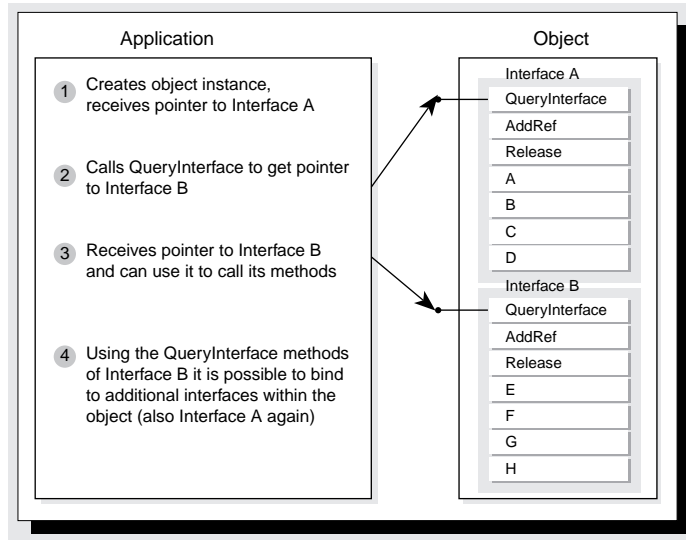 Application
1 Creates object instance,
receives pointer to Interface A
2 Calls QueryInterface to get pointer
to Interface B
3 Receives pointer to Interface B
and can use it to call its methods
4 Using the QueryInterface methods
of Interface B it is possible to bind
to additional interfaces within the
object (also Interface A again)
Object
Interface A
QueryInterface
AddRef
Release
A
B
C
D
Interface B
QueryInterface
AddRef
Release
E
F
G
H